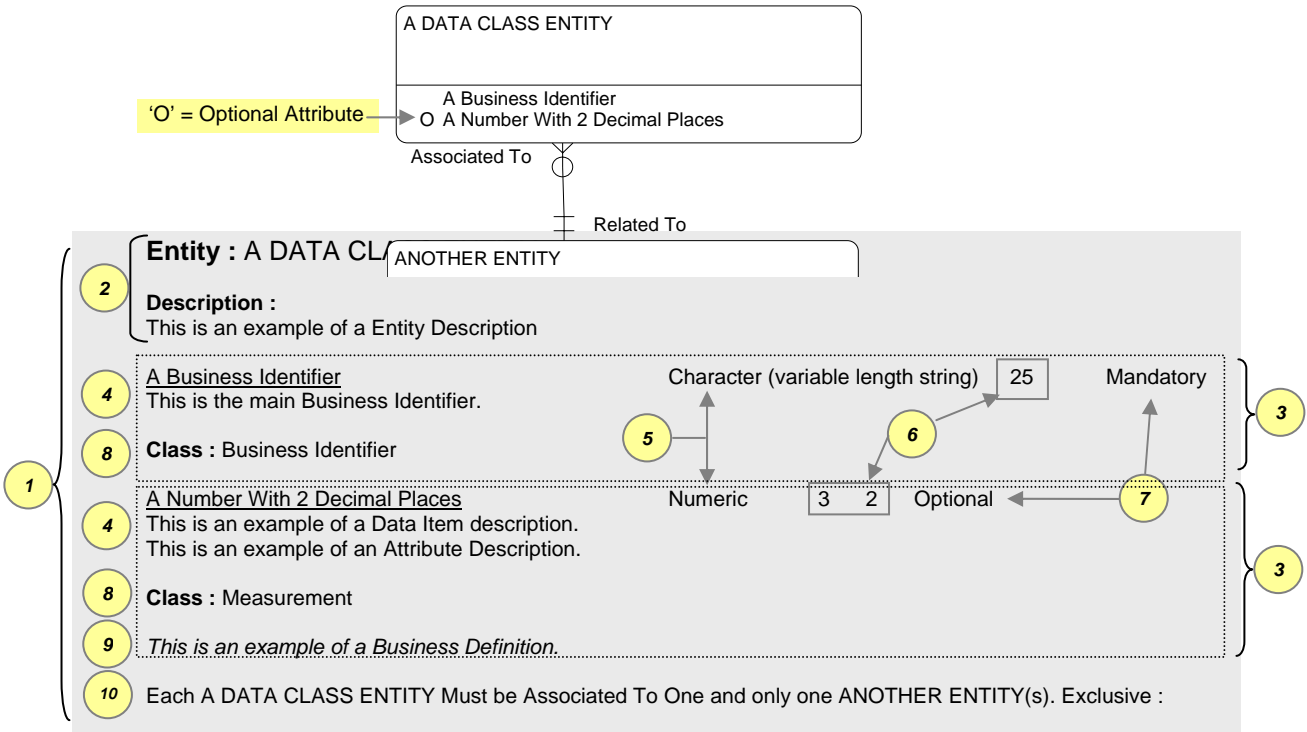 A DATA CLASS ENTITY
A Business Identifier
‘O’ = Optional Attribute
O A Number With 2 Decimal Places
Associated To
Related To
Entity : A DATA CL
ANOTHER ENTITY
2
Description :
This is an example of a Entity Description
4
A Business Identifier Character (variable length string) 25 Mandatory
This is the main Business Identifier.
3
5
6
8
Class : Business Identifier
1
A Number With 2 Decimal Places Numeric 3 2 Optional
7
4
This is an example of a Data Item description.
This is an example of an Attribute Description.
3
8
Class : Measurement
9
This is an example of a Business Definition.
10
Each A DATA CLASS ENTITY Must be Associated To One and only one ANOTHER ENTITY(s). Exclusive :